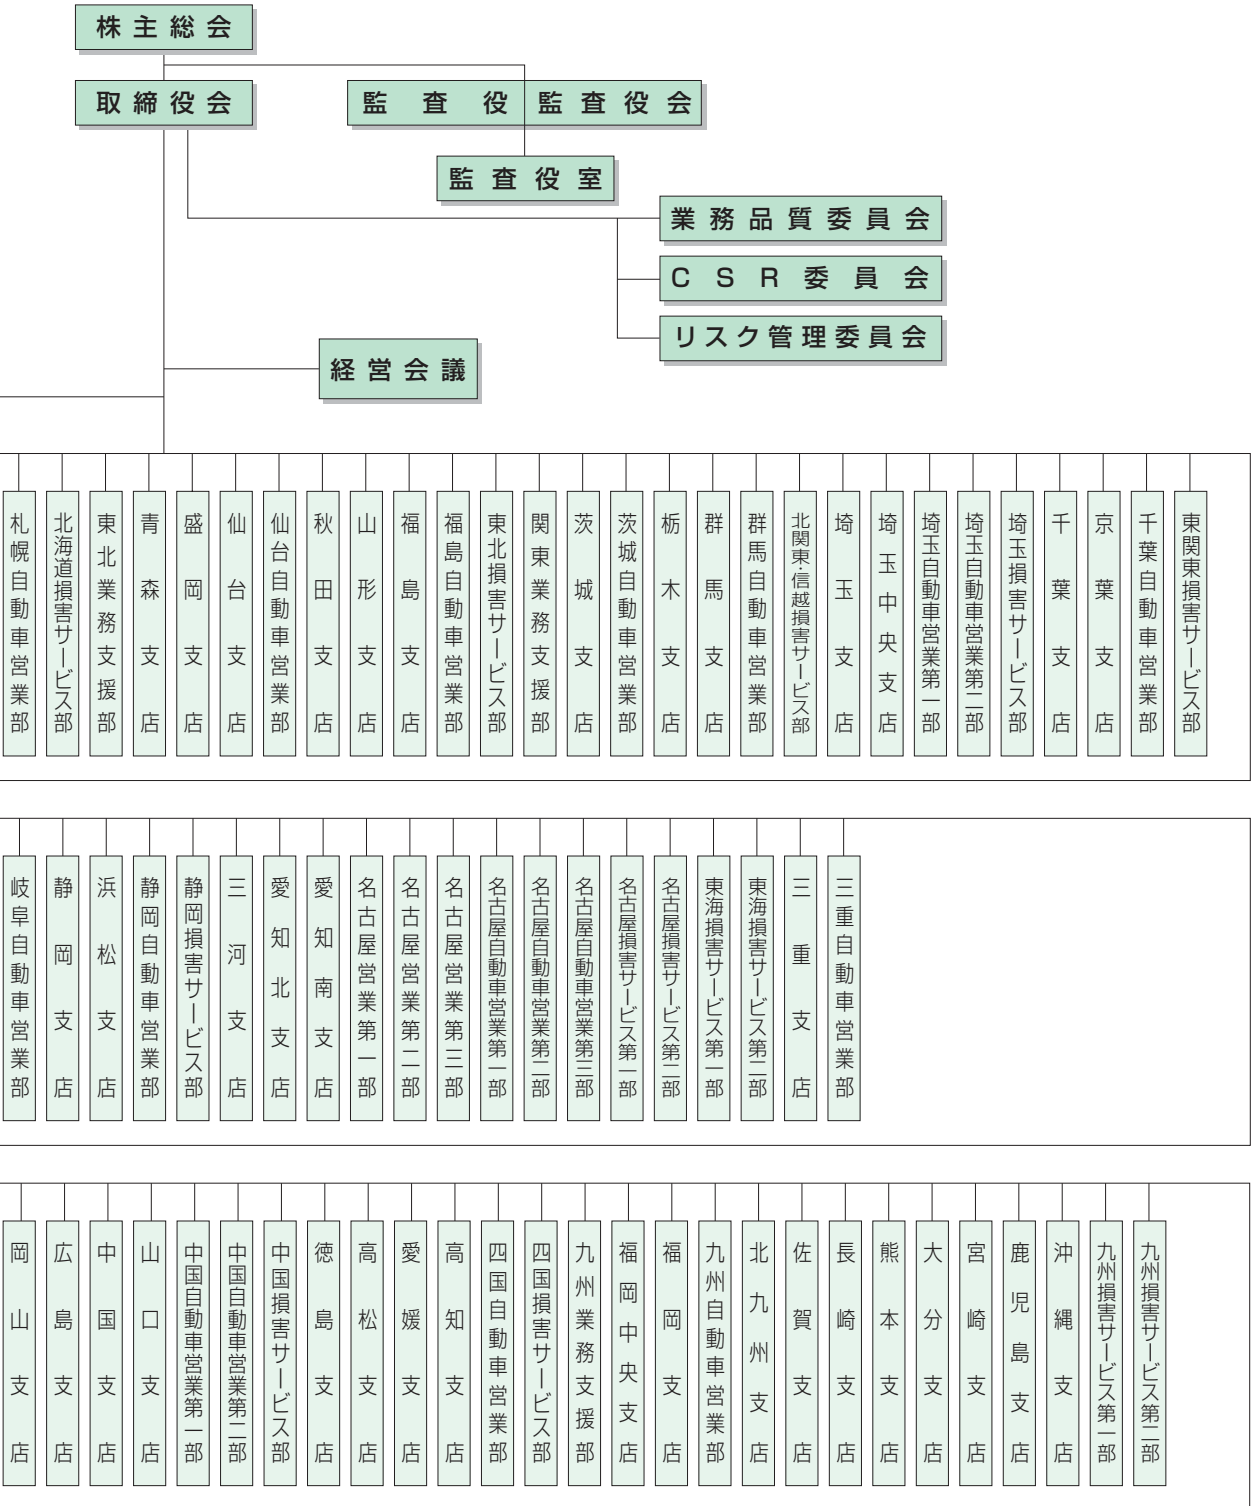 株主総会
取締役会
監査役 監査役会
監査役室
業務品質委員会
CSR委員会
リスク管理委員会
経営会議
札幌自動車営業部
北海道損害サービス部
東北業務支援部
青森支店
盛岡支店
仙台支店
仙台自動車営業部
秋田支店
山形支店
福島支店
福島自動車営業部
東北損害サービス部
関東業務支援部
茨城支店
茨城自動車営業部
栃木支店
群馬支店
群馬自動車営業部
北関東・信越損害サービス部
埼玉支店
埼玉中央支店
埼玉自動車営業第一部
埼玉自動車営業第二部
埼玉損害サービス部
千葉支店
京葉支店
千葉自動車営業部
東関東損害サービス部
岐阜自動車営業部
静岡支店
浜松支店
静岡自動車営業部
静岡損害サービス部
三河支店
愛知北支店
愛知南支店
名古屋営業第一部
名古屋営業第二部
名古屋営業第三部
名古屋自動車営業第一部
名古屋自動車営業第二部
名古屋自動車営業第三部
名古屋損害サービス第一部
名古屋損害サービス第二部
東海損害サービス第一部
東海損害サービス第二部
三重支店
三重自動車営業部
岡山支店
広島支店
中国支店
山口支店
中国自動車営業第一部
中国自動車営業第二部
中国損害サービス部
徳島支店
高松支店
愛媛支店
高知支店
四国自動車営業部
四国損害サービス部
九州業務支援部
福岡中央支店
福岡支店
九州自動車営業部
北九州支店
佐賀支店
長崎支店
熊本支店
大分支店
宮崎支店
鹿児島支店
沖縄支店
九州損害サービス第一部
九州損害サービス第二部